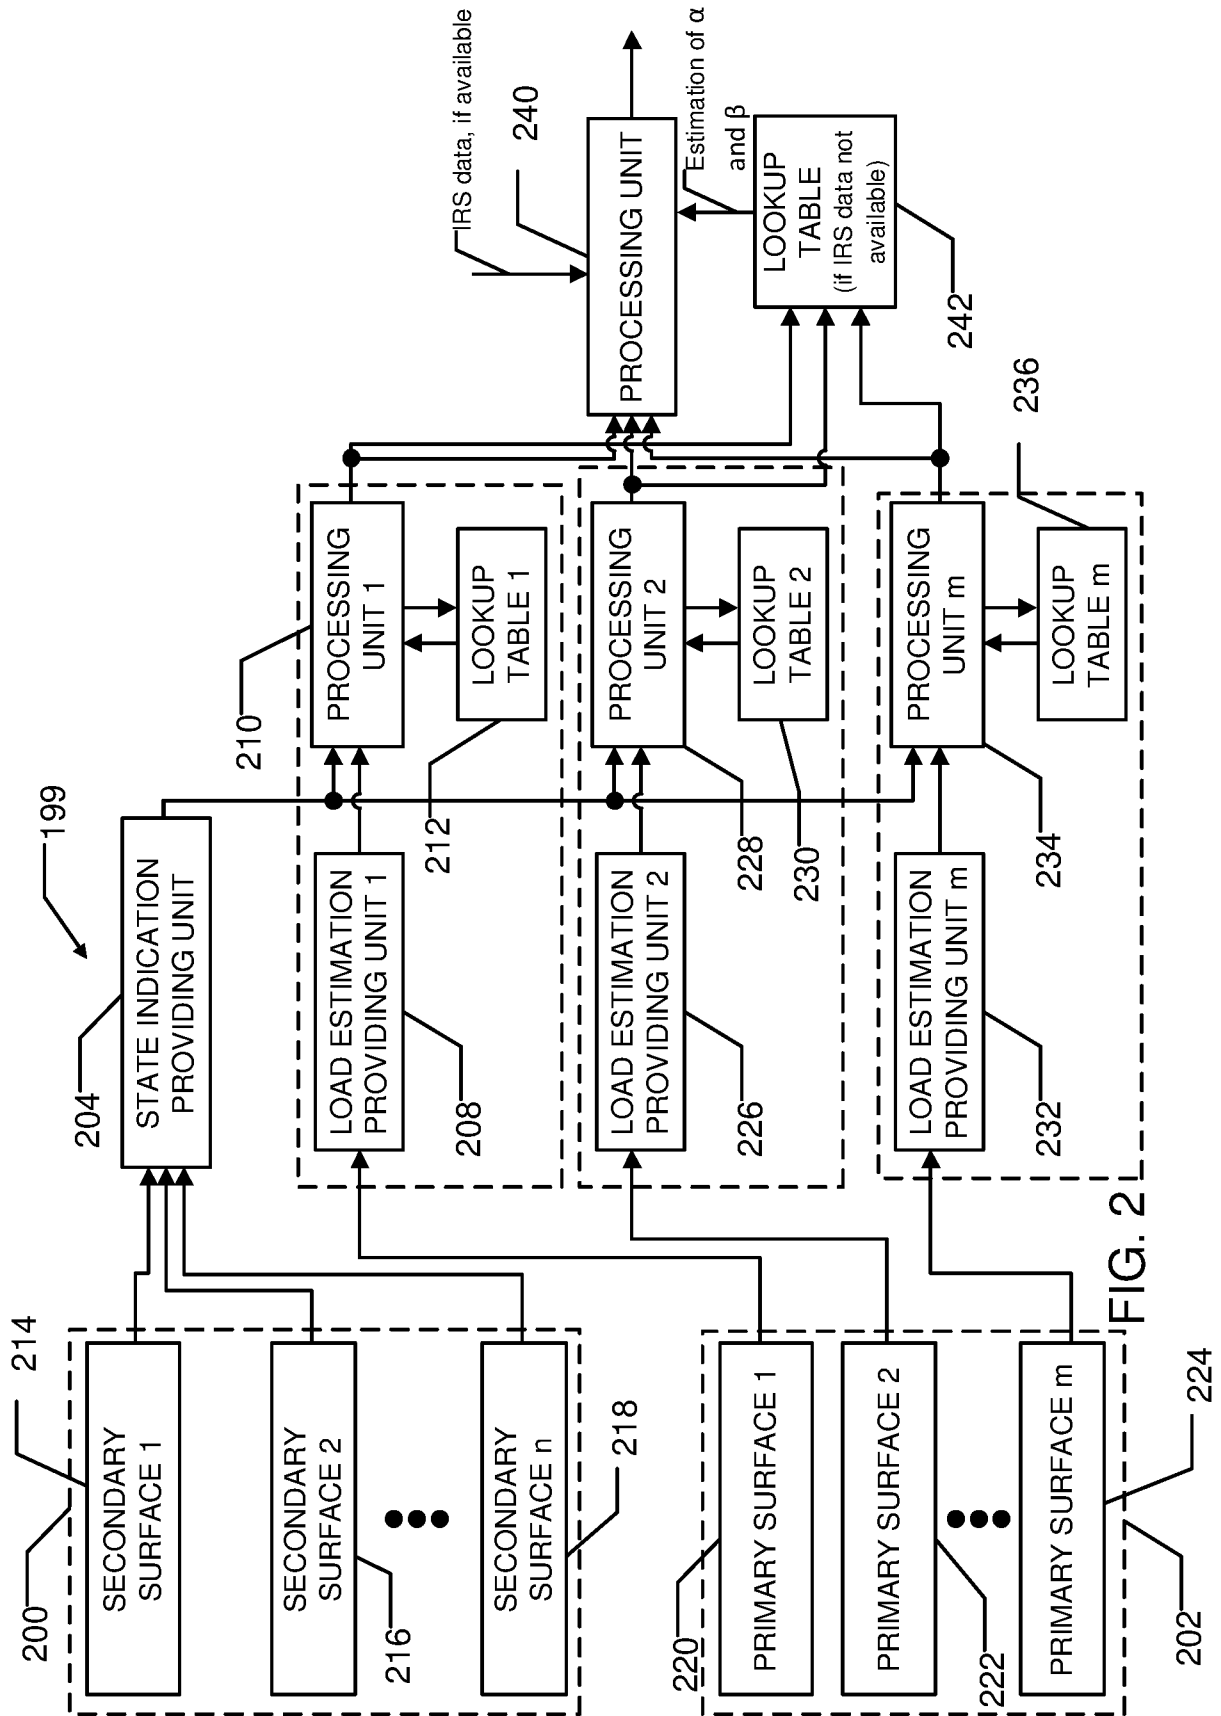 199
200
214
SECONDARY
SURFACE 1
SECONDARY
SURFACE 2
216
SECONDARY
SURFACE n
218
220
PRIMARY SURFACE 1
PRIMARY SURFACE 2
222
PRIMARY SURFACE m
224
202
204
STATE INDICATION
PROVIDING UNIT
LOAD ESTIMATION
PROVIDING UNIT 1
208
LOAD ESTIMATION
PROVIDING UNIT 2
226
LOAD ESTIMATION
PROVIDING UNIT m
232
210
PROCESSING
UNIT 1
LOOKUP
TABLE 1
212
PROCESSING
UNIT 2
228
LOOKUP
TABLE 2
230
PROCESSING
UNIT m
234
LOOKUP
TABLE m
236
IRS data, if available
240
PROCESSING UNIT
Estimation of α
and β
LOOKUP
TABLE
(if IRS data not
available)
242
FIG. 2